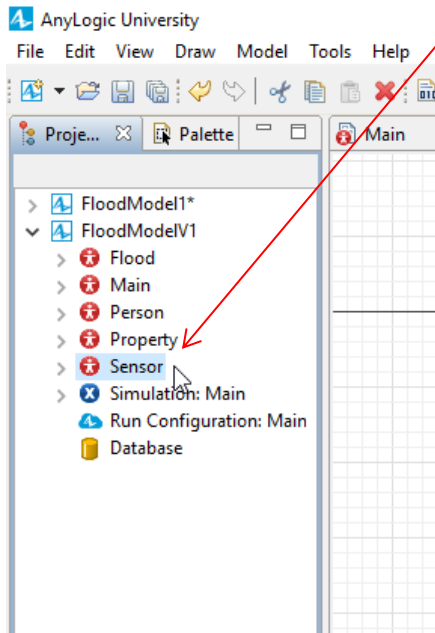 AnyLogic University
File Edit View Draw Model Tools Help
Proje... Palette Main
FloodModel1*
FloodModelV1
Flood
Main
Person
Property
Sensor
Simulation: Main
Run Configuration: Main
Database